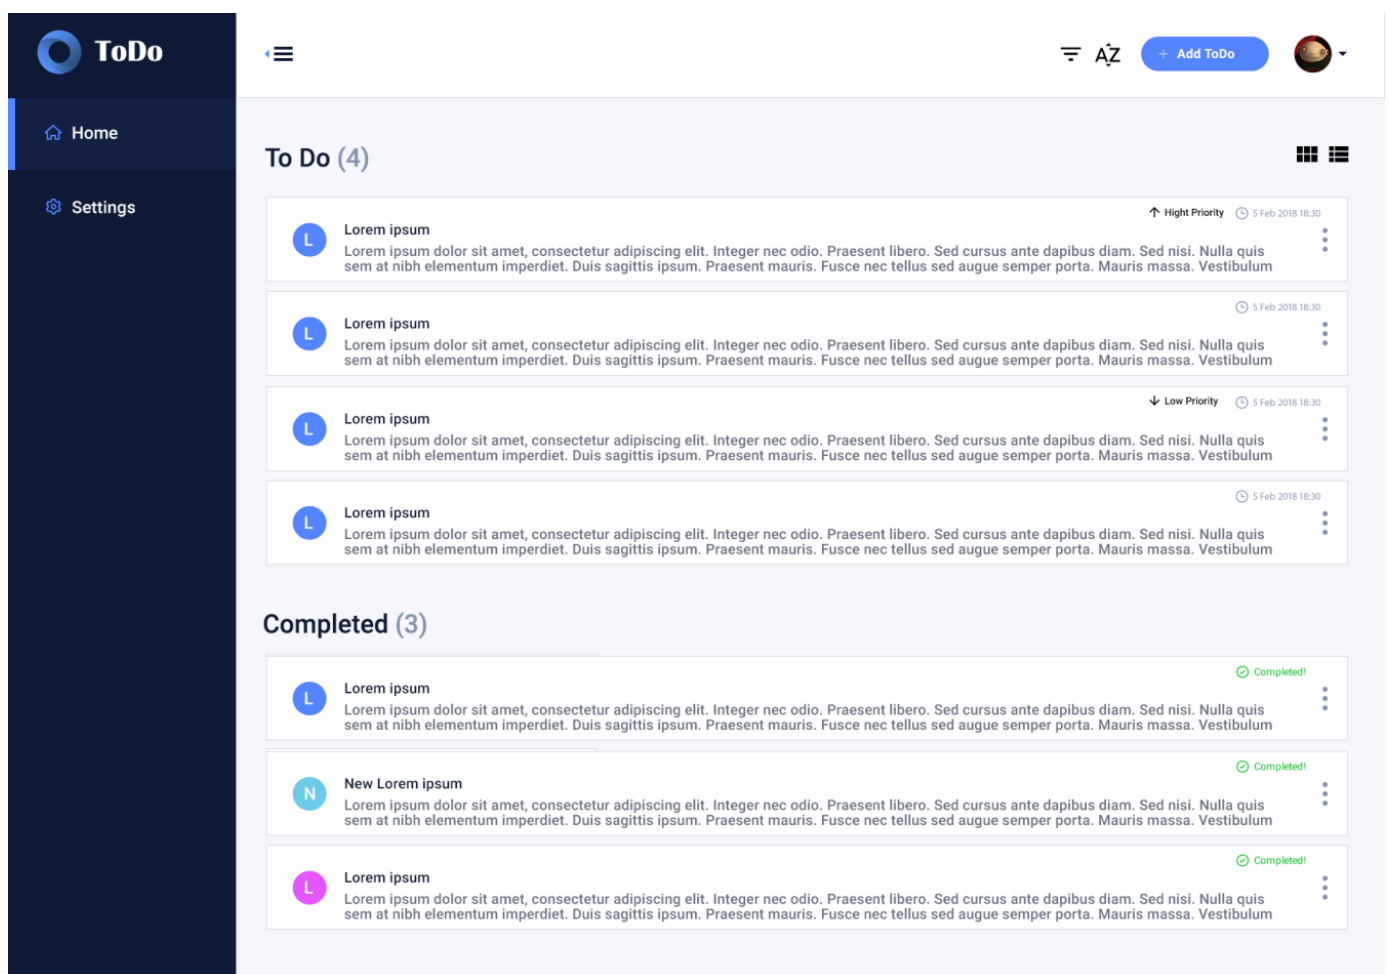 ToDo
AZ
+ Add ToDo
Home
Settings
To Do (4)
Hight Priority 5 Feb 2018 18:30
L
Lorem ipsum
Lorem ipsum dolor sit amet, consectetur adipiscing elit. Integer nec odio. Praesent libero. Sed cursus ante dapibus diam. Sed nisi. Nulla quis
sem at nibh elementum imperdiet. Duis sagittis ipsum. Praesent mauris. Fusce nec tellus sed augue semper porta. Mauris massa. Vestibulum
5 Feb 2018 18:30
L
Lorem ipsum
Lorem ipsum dolor sit amet, consectetur adipiscing elit. Integer nec odio. Praesent libero. Sed cursus ante dapibus diam. Sed nisi. Nulla quis
sem at nibh elementum imperdiet. Duis sagittis ipsum. Praesent mauris. Fusce nec tellus sed augue semper porta. Mauris massa. Vestibulum
Low Priority 5 Feb 2018 18:30
L
Lorem ipsum
Lorem ipsum dolor sit amet, consectetur adipiscing elit. Integer nec odio. Praesent libero. Sed cursus ante dapibus diam. Sed nisi. Nulla quis
sem at nibh elementum imperdiet. Duis sagittis ipsum. Praesent mauris. Fusce nec tellus sed augue semper porta. Mauris massa. Vestibulum
5 Feb 2018 18:30
L
Lorem ipsum
Lorem ipsum dolor sit amet, consectetur adipiscing elit. Integer nec odio. Praesent libero. Sed cursus ante dapibus diam. Sed nisi. Nulla quis
sem at nibh elementum imperdiet. Duis sagittis ipsum. Praesent mauris. Fusce nec tellus sed augue semper porta. Mauris massa. Vestibulum
Completed (3)
Completed!
L
Lorem ipsum
Lorem ipsum dolor sit amet, consectetur adipiscing elit. Integer nec odio. Praesent libero. Sed cursus ante dapibus diam. Sed nisi. Nulla quis
sem at nibh elementum imperdiet. Duis sagittis ipsum. Praesent mauris. Fusce nec tellus sed augue semper porta. Mauris massa. Vestibulum
Completed!
N
New Lorem ipsum
Lorem ipsum dolor sit amet, consectetur adipiscing elit. Integer nec odio. Praesent libero. Sed cursus ante dapibus diam. Sed nisi. Nulla quis
sem at nibh elementum imperdiet. Duis sagittis ipsum. Praesent mauris. Fusce nec tellus sed augue semper porta. Mauris massa. Vestibulum
Completed!
L
Lorem ipsum
Lorem ipsum dolor sit amet, consectetur adipiscing elit. Integer nec odio. Praesent libero. Sed cursus ante dapibus diam. Sed nisi. Nulla quis
sem at nibh elementum imperdiet. Duis sagittis ipsum. Praesent mauris. Fusce nec tellus sed augue semper porta. Mauris massa. Vestibulum